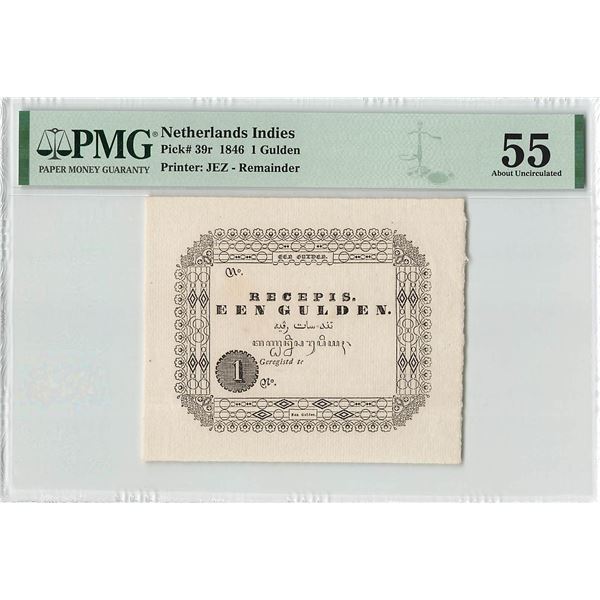 PMG®
PAPER MONEY GUARANTY
Netherlands Indies
Pick# 39r 1846 1 Gulden
Printer: JEZ - Remainder
55
About Uncirculated
EEN GULDEN.
No.
RECEPIS.
EEN GULDEN.
Geregistd te
1
No.
Een Gulden.